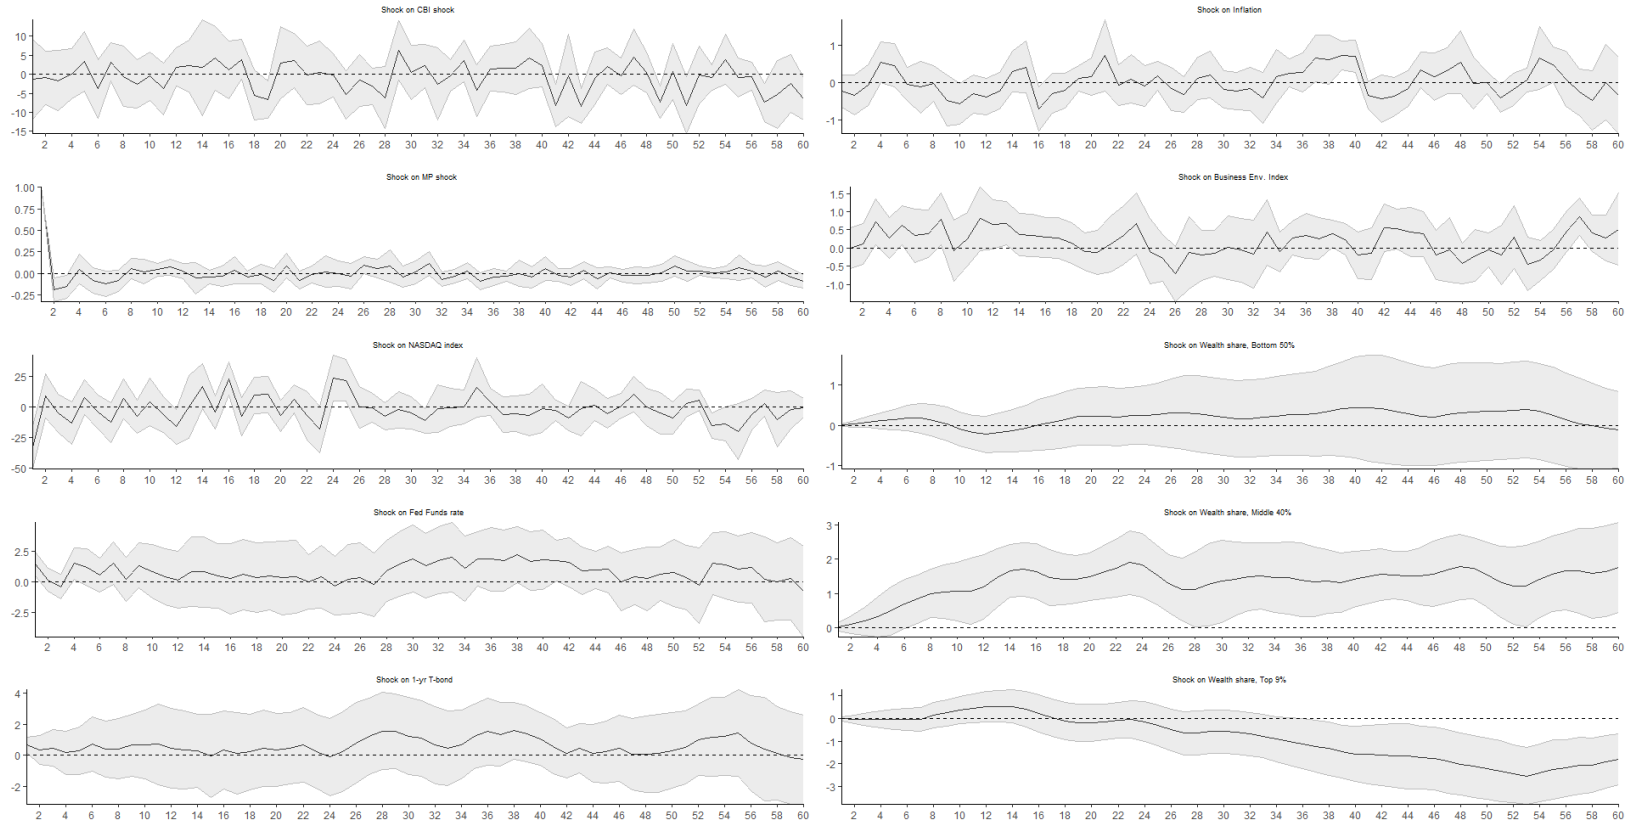 Shock on CBI shock
10
5
0
-5
-10
-15
2 4 6 8 10 12 14 16 18 20 22 24 26 28 30 32 34 36 38 40 42 44 46 48 50 52 54 56 58 60
Shock on Inflation
1
0
-1
2 4 6 8 10 12 14 16 18 20 22 24 26 28 30 32 34 36 38 40 42 44 46 48 50 52 54 56 58 60
Shock on MP shock
1.00
0.75
0.50
0.25
0.00
-0.25
2 4 6 8 10 12 14 16 18 20 22 24 26 28 30 32 34 36 38 40 42 44 46 48 50 52 54 56 58 60
Shock on Business Env. Index
1.5
1.0
0.5
0.0
-0.5
-1.0
2 4 6 8 10 12 14 16 18 20 22 24 26 28 30 32 34 36 38 40 42 44 46 48 50 52 54 56 58 60
Shock on NASDAQ index
25
0
-25
-50
2 4 6 8 10 12 14 16 18 20 22 24 26 28 30 32 34 36 38 40 42 44 46 48 50 52 54 56 58 60
Shock on Wealth share, Bottom 50%
1
0
-1
2 4 6 8 10 12 14 16 18 20 22 24 26 28 30 32 34 36 38 40 42 44 46 48 50 52 54 56 58 60
Shock on Fed Funds rate
2.5
0.0
-2.5
2 4 6 8 10 12 14 16 18 20 22 24 26 28 30 32 34 36 38 40 42 44 46 48 50 52 54 56 58 60
Shock on Wealth share, Middle 40%
3
2
1
0
2 4 6 8 10 12 14 16 18 20 22 24 26 28 30 32 34 36 38 40 42 44 46 48 50 52 54 56 58 60
Shock on 1-yr T-bond
4
2
0
-2
2 4 6 8 10 12 14 16 18 20 22 24 26 28 30 32 34 36 38 40 42 44 46 48 50 52 54 56 58 60
Shock on Wealth share, Top 9%
1
0
-1
-2
-3
2 4 6 8 10 12 14 16 18 20 22 24 26 28 30 32 34 36 38 40 42 44 46 48 50 52 54 56 58 60